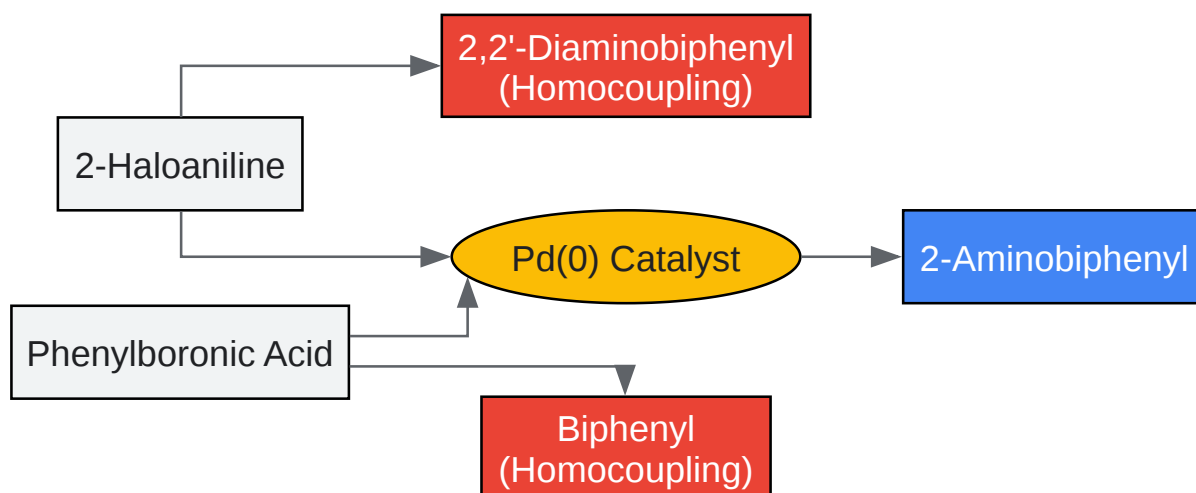 2,2'-Diaminobiphenyl
(Homocoupling)
2-Haloaniline
Pd(0) Catalyst
2-Aminobiphenyl
Phenylboronic Acid
Biphenyl
(Homocoupling)